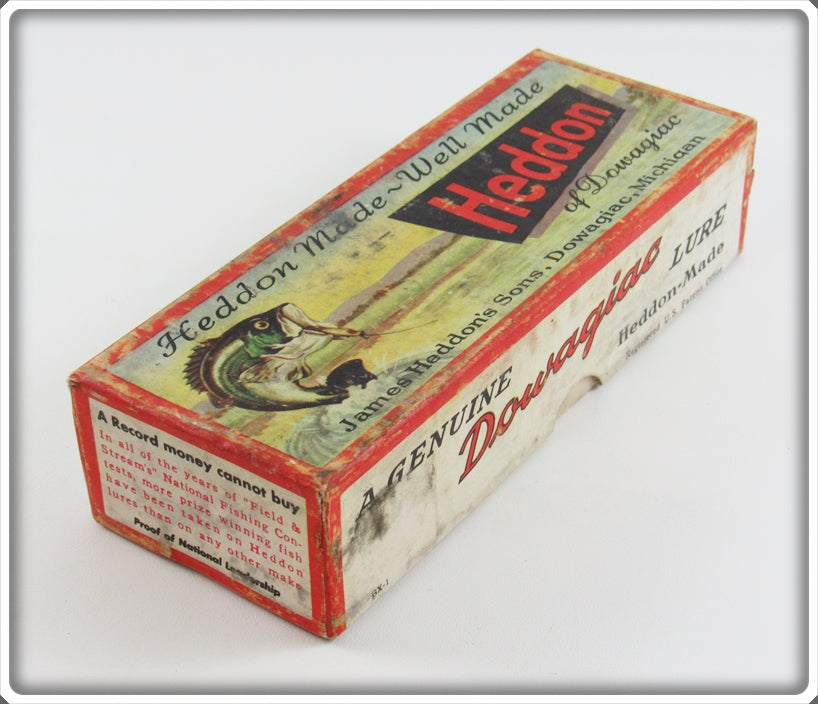 Heddon Made~Well Made
Heddon
of Dowagiac
James Heddon's Sons, Dowagiac, Michigan
A GENUINE
Dowagiac LURE
Heddon-Made
Registered U.S. Patent Office
BX-1
A Record money cannot buy
In all of the years of "Field &
Stream's" National Fishing Con-
tests, more prize winning fish
have been taken on Heddon
lures than on any other make
Proof of National Leadership